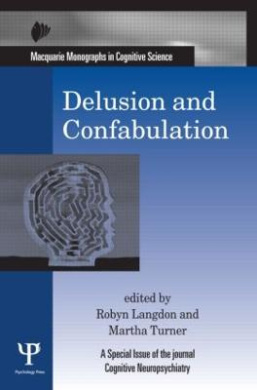 Macquarie Monographs in Cognitive Science
Delusion and
Confabulation
edited by
Robyn Langdon and
Martha Turner
A Special Issue of the journal
Cognitive Neuropsychiatry
Ψ
Psychology Press